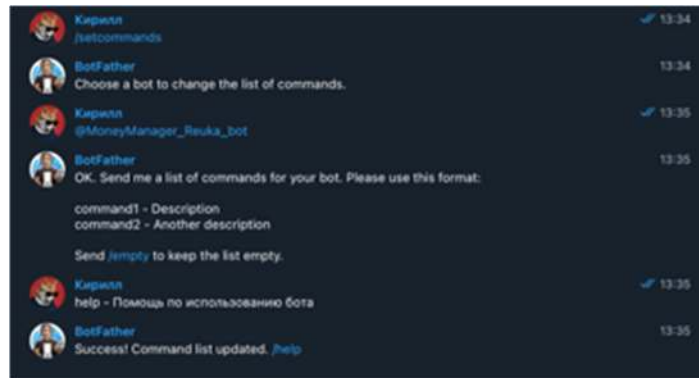 Кирилл 13:34
/setcommands
BotFather 13:34
Choose a bot to change the list of commands.
Кирилл 13:35
@MoneyManager_Reuka_bot
BotFather 13:35
OK. Send me a list of commands for your bot. Please use this format:
command1 - Description
command2 - Another description
Send /empty to keep the list empty.
Кирилл 13:35
help - Помощь по использованию бота
BotFather 13:35
Success! Command list updated. /help